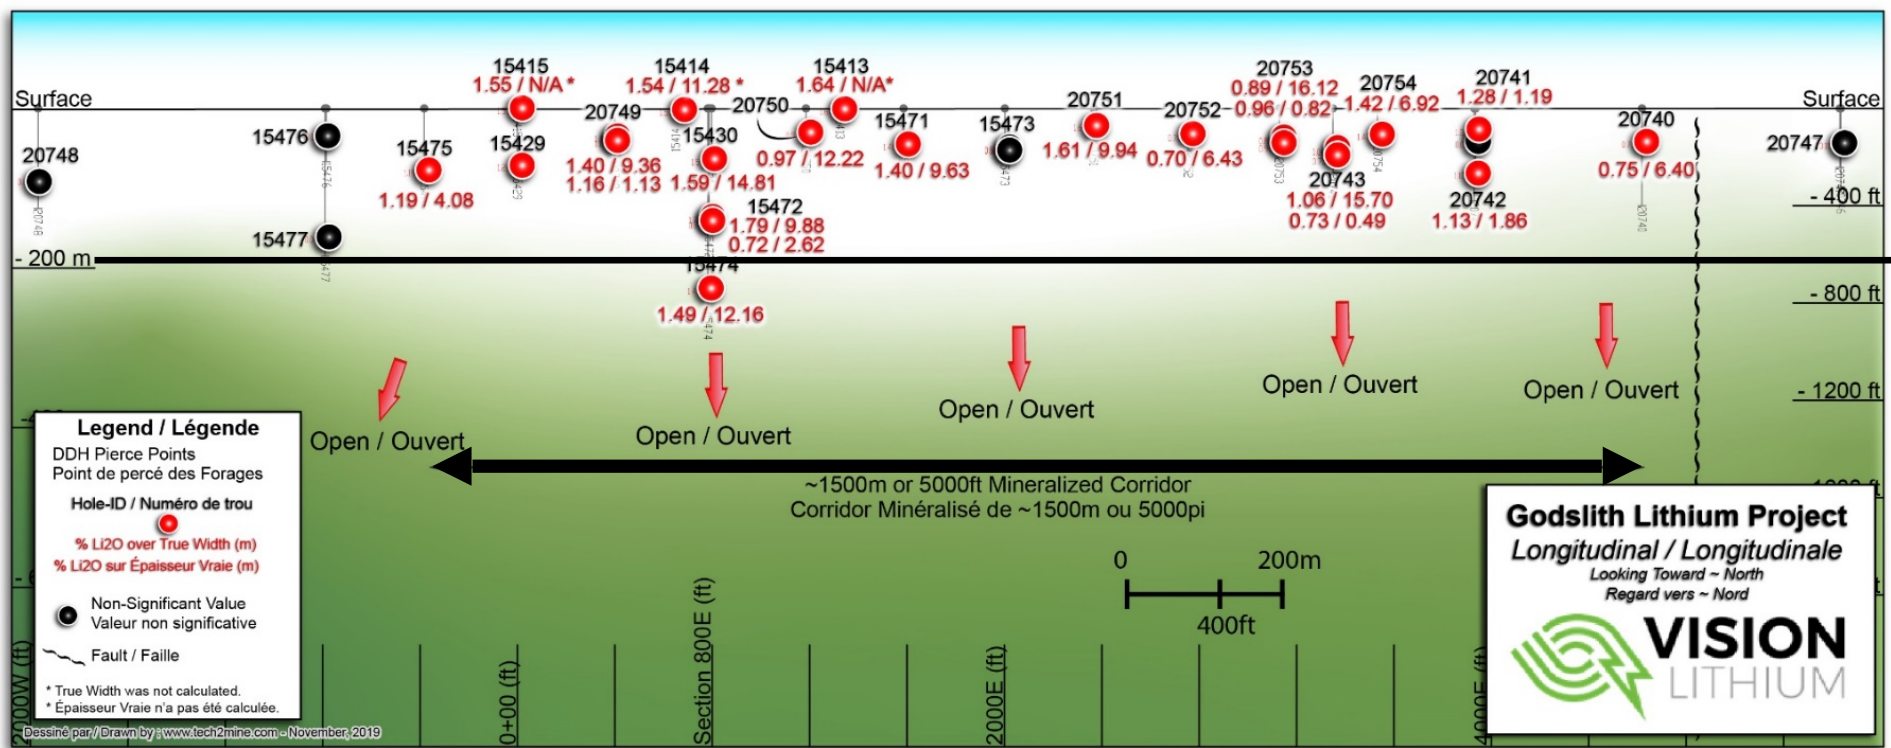 Surface
Surface
20748
15476
15477
15475
1.19 / 4.08
15415
1.55 / N/A *
15429
20749
1.40 / 9.36
1.16 / 1.13
15414
1.54 / 11.28 *
15430
1.59 / 14.81
15472
1.79 / 9.88
0.72 / 2.62
15474
1.49 / 12.16
20750
0.97 / 12.22
15413
1.64 / N/A*
15471
1.40 / 9.63
15473
20751
1.61 / 9.94
20752
0.70 / 6.43
20753
0.89 / 16.12
0.96 / 0.82
20743
1.06 / 15.70
0.73 / 0.49
20754
1.42 / 6.92
20741
1.28 / 1.19
20742
1.13 / 1.86
20740
0.75 / 6.40
20747
- 200 m
- 400 ft
- 800 ft
- 1200 ft
Open / Ouvert
Open / Ouvert
Open / Ouvert
Open / Ouvert
Open / Ouvert
~1500m or 5000ft Mineralized Corridor
Corridor Minéralisé de ~1500m ou 5000pi
0 200m
400ft
Legend / Légende
DDH Pierce Points
Point de percé des Forages
Hole-ID / Numéro de trou
% Li2O over True Width (m)
% Li2O sur Épaisseur Vraie (m)
Non-Significant Value
Valeur non significative
Fault / Faille
* True Width was not calculated.
* Épaisseur Vraie n'a pas été calculée.
Dessiné par / Drawn by : www.tech2mine.com - November, 2019
2000W (ft)
0+00 (ft)
Section 800E (ft)
2000E (ft)
4000E (ft)
Godslith Lithium Project
Longitudinal / Longitudinale
Looking Toward ~ North
Regard vers ~ Nord
VISION
LITHIUM